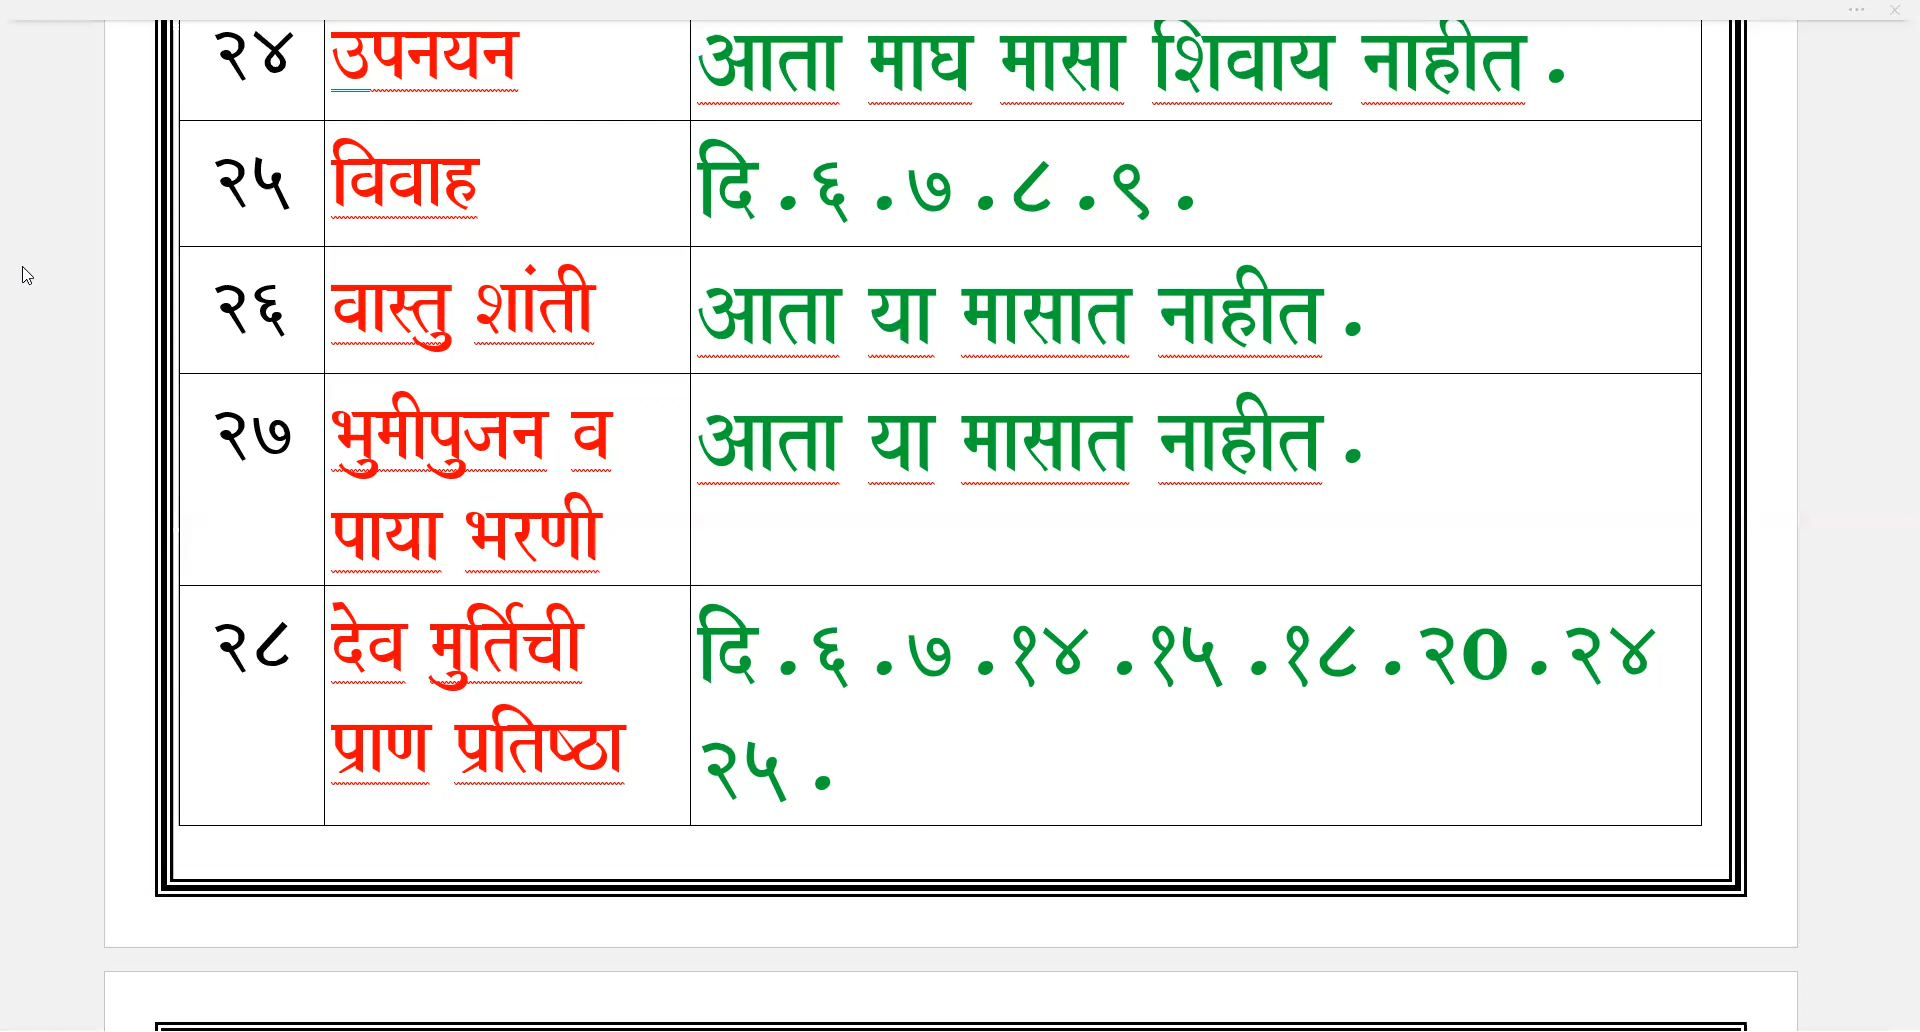 २४ उपनयन आता माघ मासा शिवाय नाहीत .
२५ विवाह दि .६ .७ .८ .९ .
२६ वास्तु शांती आता या मासात नाहीत .
२७ भुमीपुजन व आता या मासात नाहीत .
पाया भरणी
२८ देव मुर्तिची दि .६ .७ .१४ .१५ .१८ .२0 .२४
प्राण प्रतिष्ठा २५ .